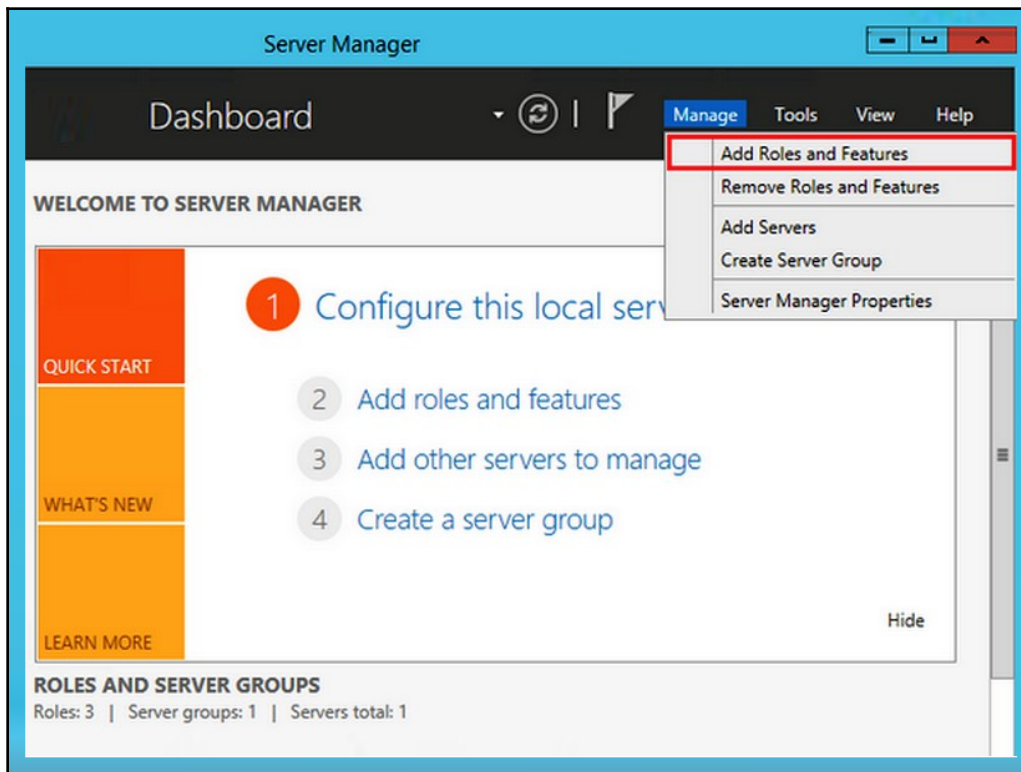 Server Manager
Dashboard
Manage Tools View Help
Add Roles and Features
Remove Roles and Features
Add Servers
Create Server Group
Server Manager Properties
WELCOME TO SERVER MANAGER
QUICK START
WHAT'S NEW
LEARN MORE
1 Configure this local serv
2 Add roles and features
3 Add other servers to manage
4 Create a server group
Hide
ROLES AND SERVER GROUPS
Roles: 3 | Server groups: 1 | Servers total: 1